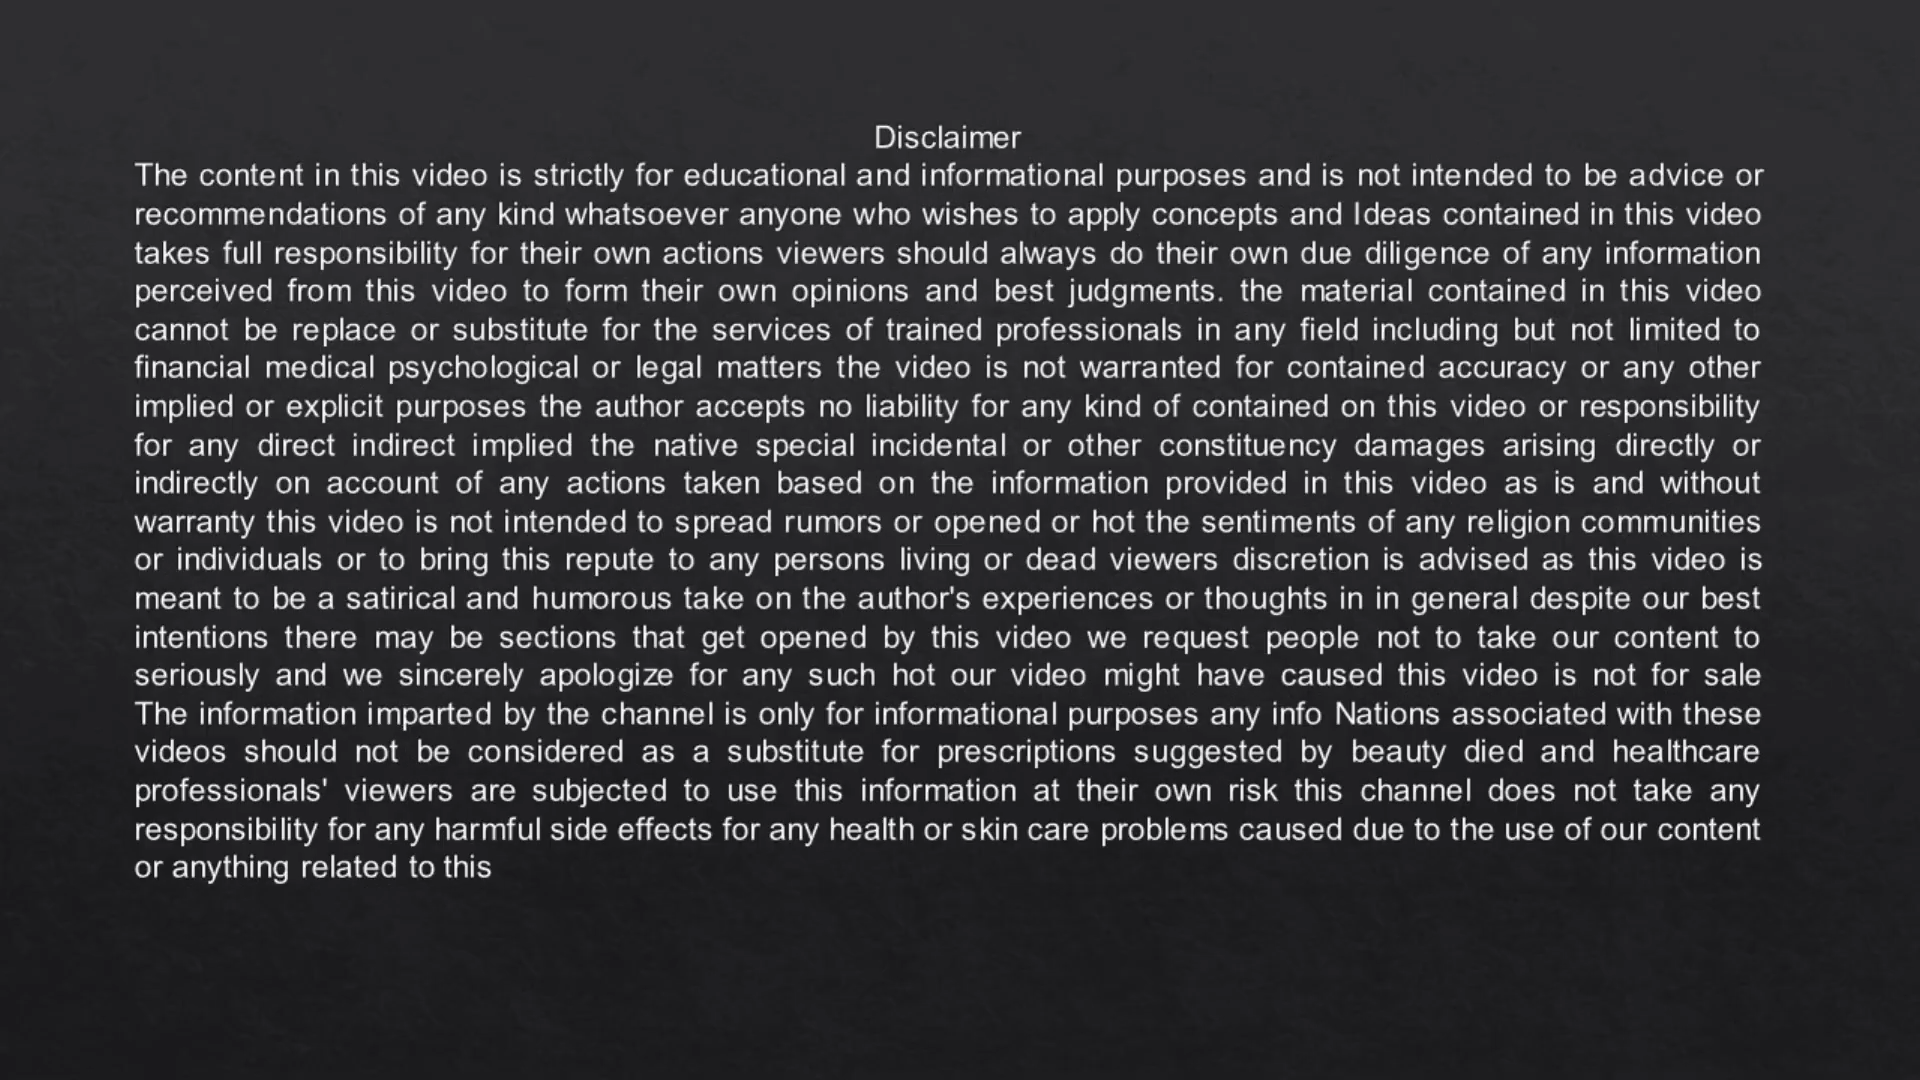 Disclaimer
The content in this video is strictly for educational and informational purposes and is not intended to be advice or
recommendations of any kind whatsoever anyone who wishes to apply concepts and Ideas contained in this video
takes full responsibility for their own actions viewers should always do their own due diligence of any information
perceived from this video to form their own opinions and best judgments. the material contained in this video
cannot be replace or substitute for the services of trained professionals in any field including but not limited to
financial medical psychological or legal matters the video is not warranted for contained accuracy or any other
implied or explicit purposes the author accepts no liability for any kind of contained on this video or responsibility
for any direct indirect implied the native special incidental or other constituency damages arising directly or
indirectly on account of any actions taken based on the information provided in this video as is and without
warranty this video is not intended to spread rumors or opened or hot the sentiments of any religion communities
or individuals or to bring this repute to any persons living or dead viewers discretion is advised as this video is
meant to be a satirical and humorous take on the author's experiences or thoughts in in general despite our best
intentions there may be sections that get opened by this video we request people not to take our content to
seriously and we sincerely apologize for any such hot our video might have caused this video is not for sale
The information imparted by the channel is only for informational purposes any info Nations associated with these
videos should not be considered as a substitute for prescriptions suggested by beauty died and healthcare
professionals' viewers are subjected to use this information at their own risk this channel does not take any
responsibility for any harmful side effects for any health or skin care problems caused due to the use of our content
or anything related to this